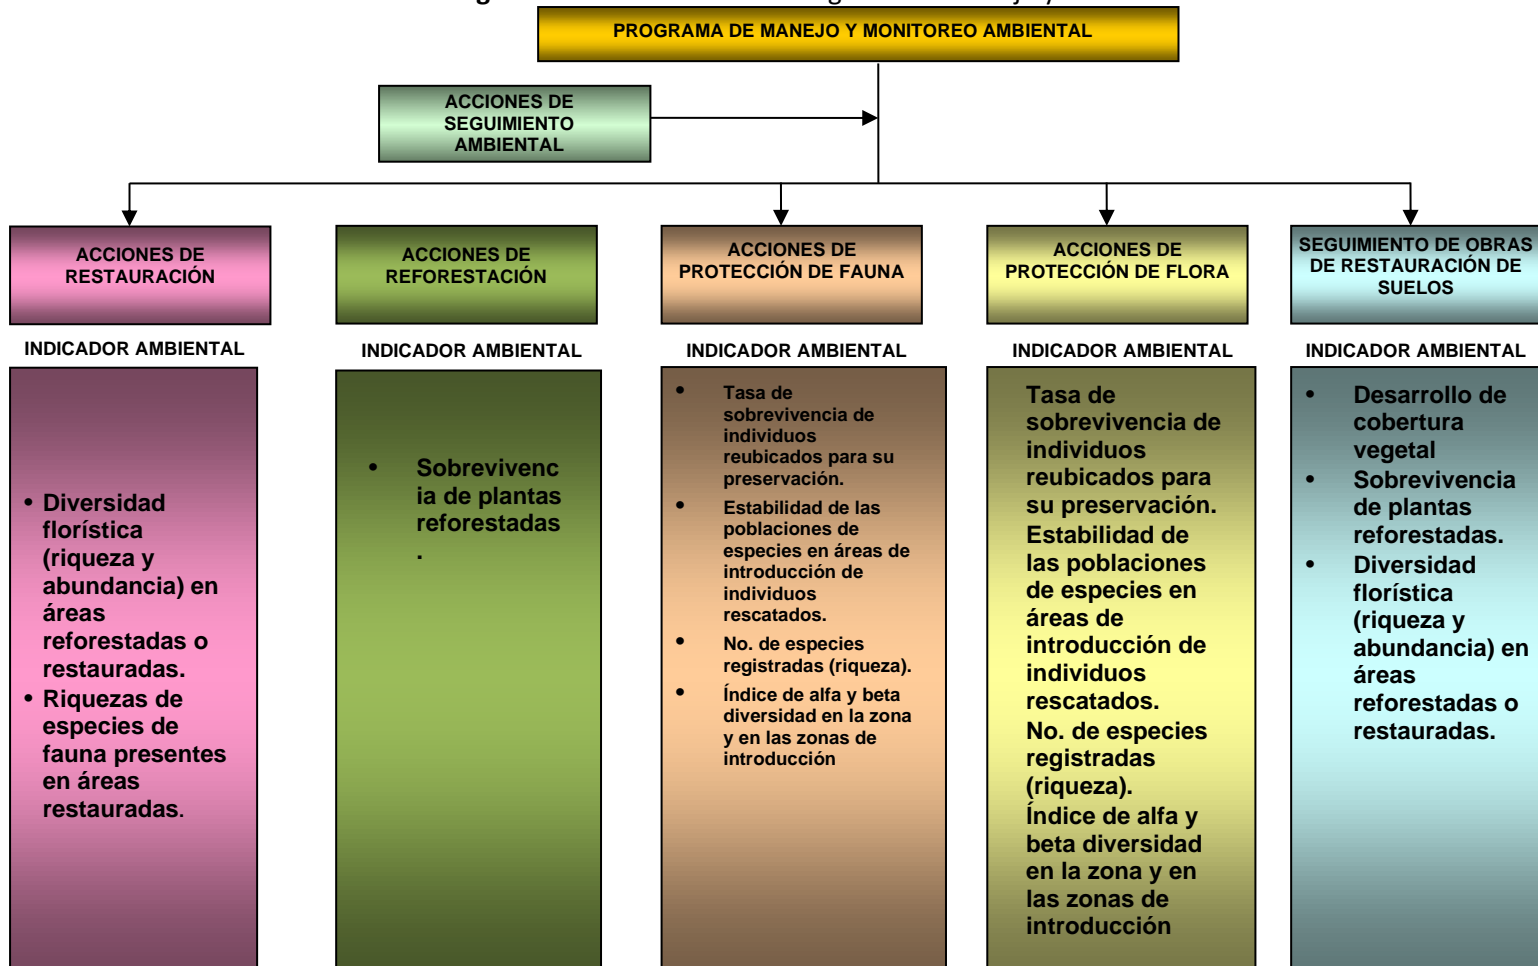 PROGRAMA DE MANEJO Y MONITOREO AMBIENTAL
ACCIONES DE
SEGUIMIENTO
AMBIENTAL
ACCIONES DE
RESTAURACIÓN
ACCIONES DE
REFORESTACIÓN
ACCIONES DE
PROTECCIÓN DE FAUNA
ACCIONES DE
PROTECCIÓN DE FLORA
SEGUIMIENTO DE OBRAS
DE RESTAURACIÓN DE
SUELOS
INDICADOR AMBIENTAL
• Diversidad
florística
(riqueza y
abundancia) en
áreas
reforestadas o
restauradas.
• Riquezas de
especies de
fauna presentes
en áreas
restauradas.
INDICADOR AMBIENTAL
• Sobrevivenc
ia de plantas
reforestadas
.
INDICADOR AMBIENTAL
• Tasa de
sobrevivencia de
individuos
reubicados para su
preservación.
• Estabilidad de las
poblaciones de
especies en áreas de
introducción de
individuos
rescatados.
• No. de especies
registradas (riqueza).
• Índice de alfa y beta
diversidad en la zona
y en las zonas de
introducción
INDICADOR AMBIENTAL
Tasa de
sobrevivencia de
individuos
reubicados para
su preservación.
Estabilidad de
las poblaciones
de especies en
áreas de
introducción de
individuos
rescatados.
No. de especies
registradas
(riqueza).
Índice de alfa y
beta diversidad
en la zona y en
las zonas de
introducción
INDICADOR AMBIENTAL
• Desarrollo de
cobertura
vegetal
• Sobrevivencia
de plantas
reforestadas.
• Diversidad
florística
(riqueza y
abundancia) en
áreas
reforestadas o
restauradas.